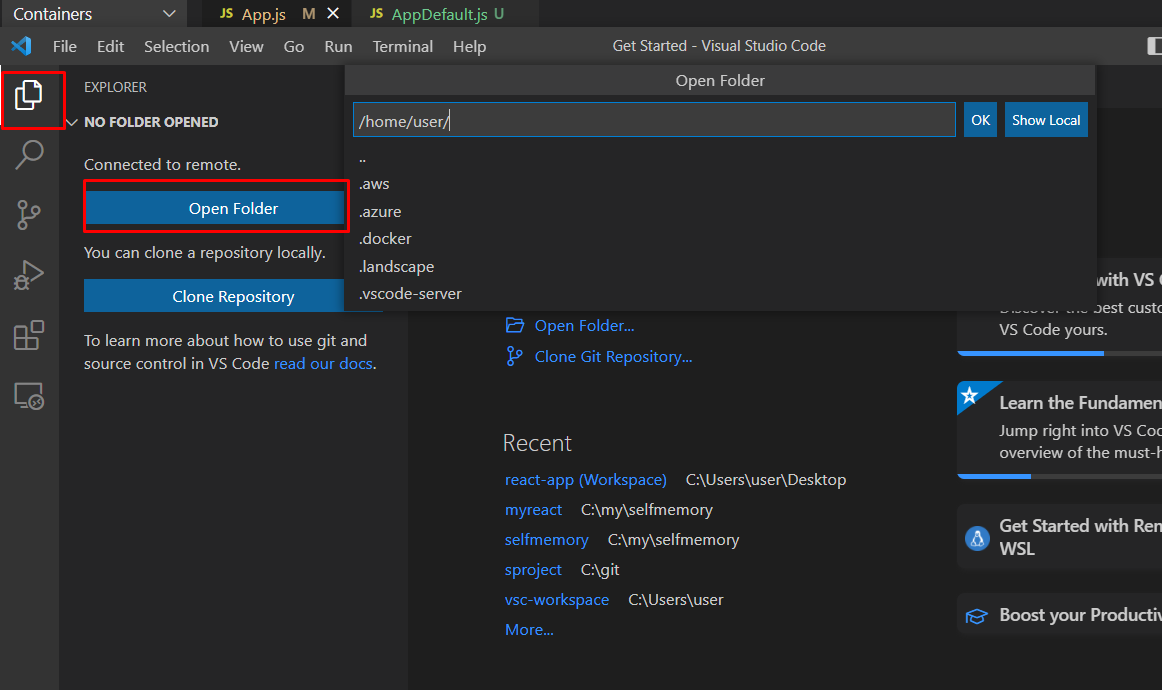 Containers
JS App.js M
JS AppDefault.js U
File Edit Selection View Go Run Terminal Help
Get Started - Visual Studio Code
EXPLORER
NO FOLDER OPENED
Connected to remote.
Open Folder
You can clone a repository locally.
Clone Repository
To learn more about how to use git and
source control in VS Code read our docs.
Open Folder
/home/user/
OK
Show Local
..
.aws
.azure
.docker
.landscape
.vscode-server
Open Folder...
Clone Git Repository...
Recent
react-app (Workspace) C:\Users\user\Desktop
myreact C:\my\selfmemory
selfmemory C:\my\selfmemory
sproject C:\git
vsc-workspace C:\Users\user
More...
with VS C
Discover the best custo
VS Code yours.
Learn the Fundamen
Jump right into VS Cod
overview of the must-h
Get Started with Rem
WSL
Boost your Productiv